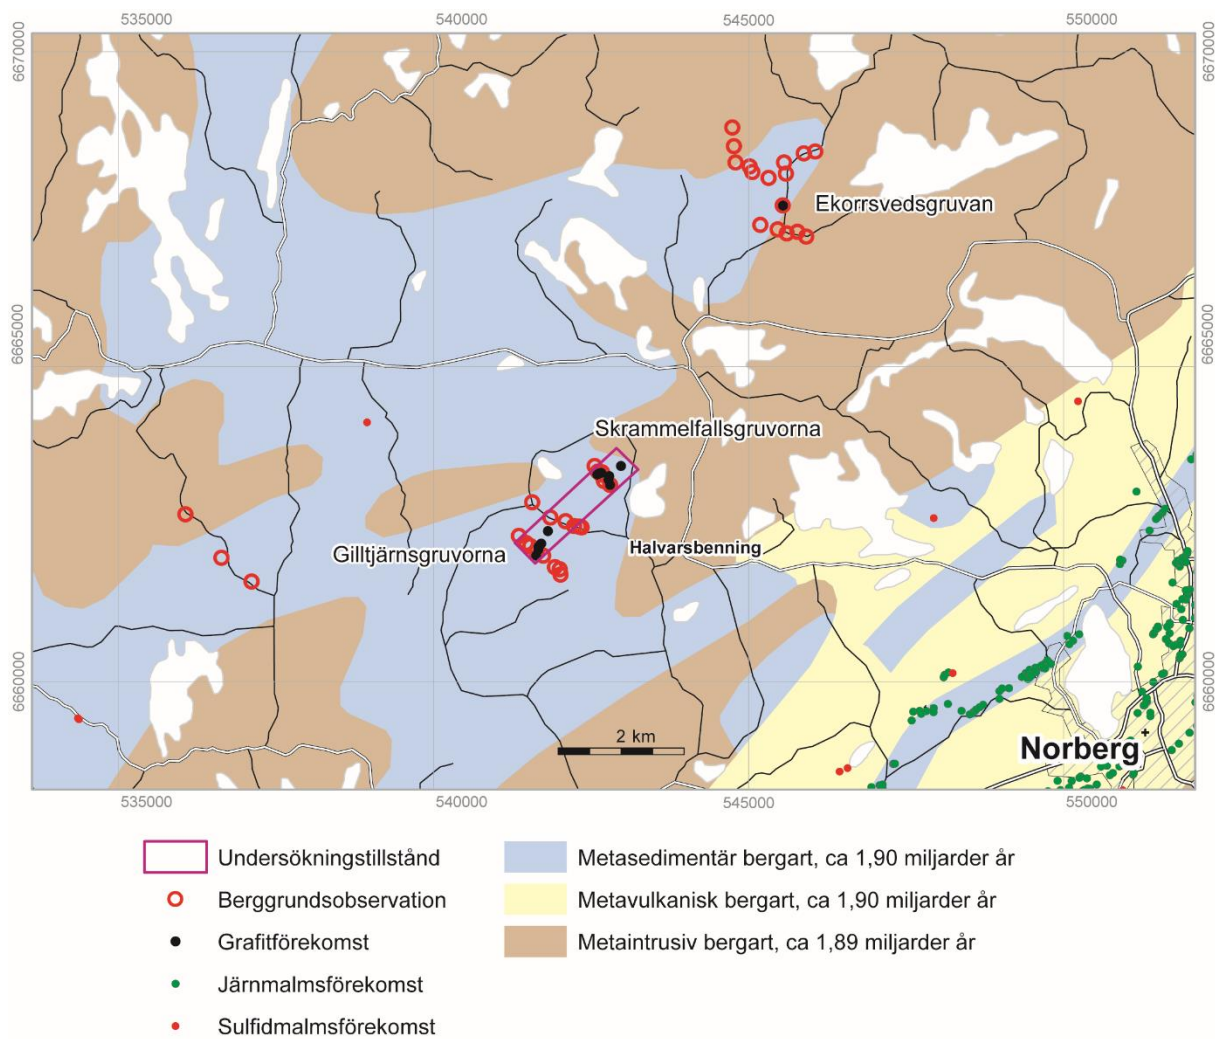 535000 540000 545000 550000
6670000 6670000
Ekorrsvedsgruvan
6665000 6665000
Skrammelfallsgruvorna
Gilltjärnsgruvorna
Halvarsbenning
6660000 6660000
2 km
Norberg
535000 540000 545000 550000
Undersökningstillstånd
Berggrundsobservation
Grafitförekomst
Järnmalmsförekomst
Sulfidmalmsförekomst
Metasedimentär bergart, ca 1,90 miljarder år
Metavulkanisk bergart, ca 1,90 miljarder år
Metaintrusiv bergart, ca 1,89 miljarder år